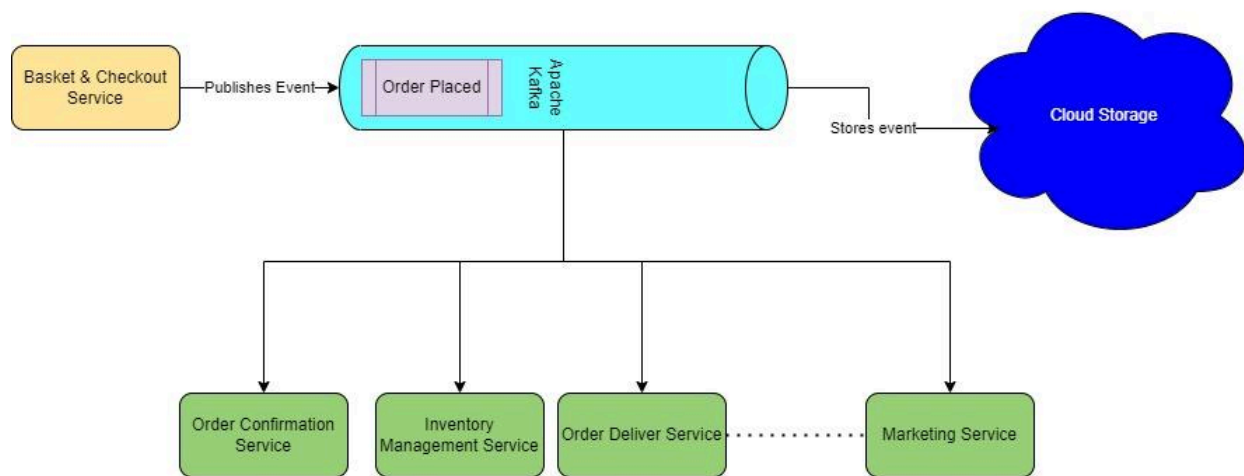 Basket & Checkout
Service
Publishes Event
Order Placed
Apache
Kafka
Stores event
Cloud Storage
Order Confirmation
Service
Inventory
Management Service
Order Deliver Service
Marketing Service